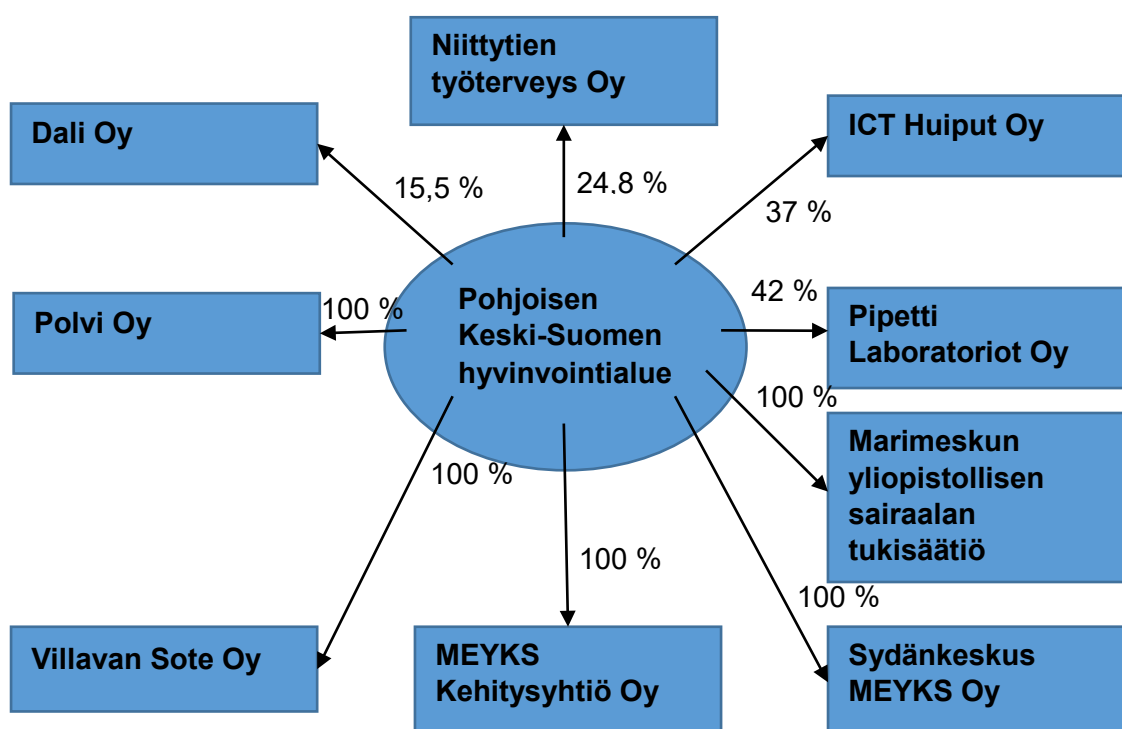 Niittytien
työterveys Oy
Dali Oy
ICT Huiput Oy
15,5 %
24,8 %
37 %
Polvi Oy
100 %
Pohjoisen
Keski-Suomen
hyvinvointialue
42 %
Pipetti
Laboratoriot Oy
100 %
Marimeskun
yliopistollisen
sairaalan
tukisäätiö
100 %
100 %
100 %
Villavan Sote Oy
MEYKS
Kehitysyhtiö Oy
Sydänkeskus
MEYKS Oy